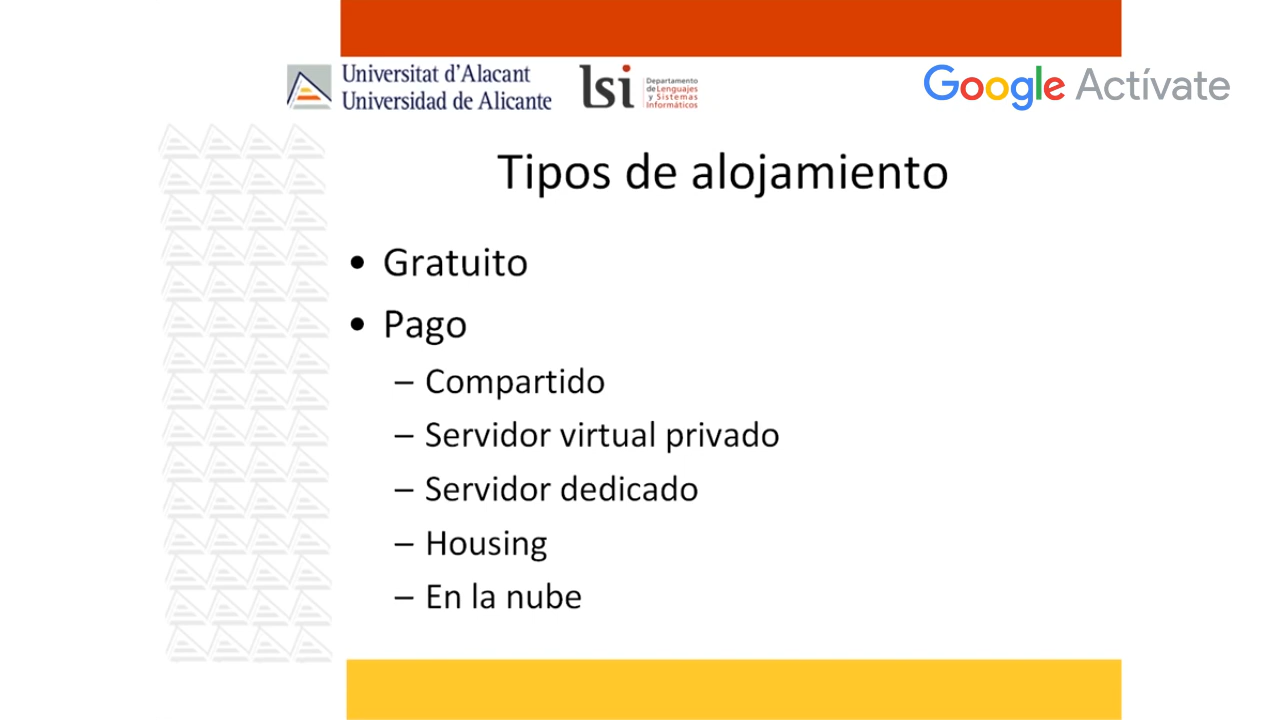 Universitat d'Alacant
Universidad de Alicante
lsi
Departamento
de Lenguajes
y Sistemas
Informáticos
Google Actívate
Tipos de alojamiento
• Gratuito
• Pago
– Compartido
– Servidor virtual privado
– Servidor dedicado
– Housing
– En la nube